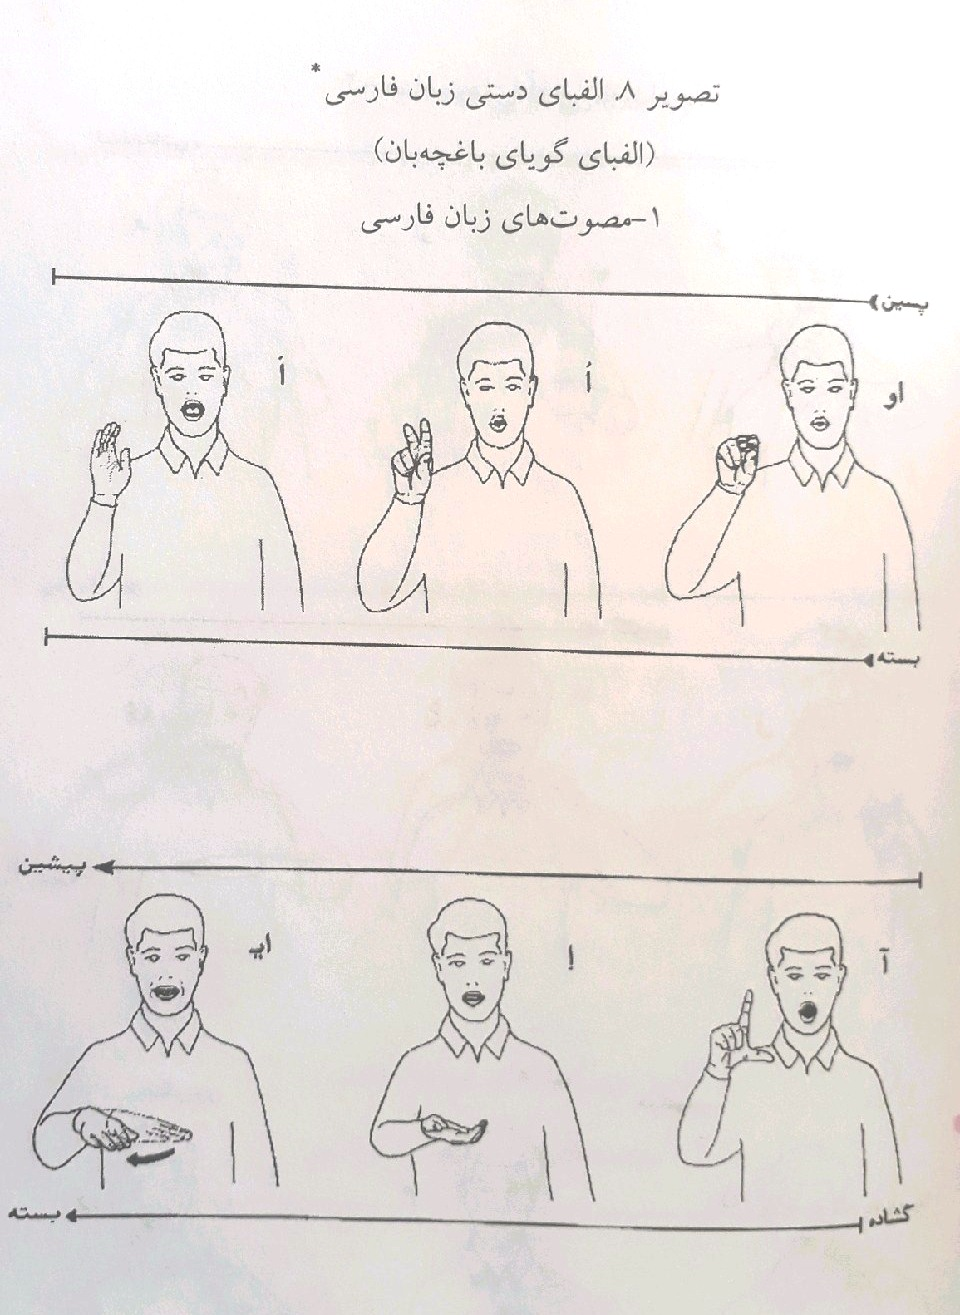 تصویر ۸. الفبای دستی زبان فارسی*
(الفبای گویای باغچه‌بان)
۱-مصوت‌های زبان فارسی
پسین
او
اُ
اَ
بسته
پیشین
آ
اِ
ایـ
گشاده
بسته